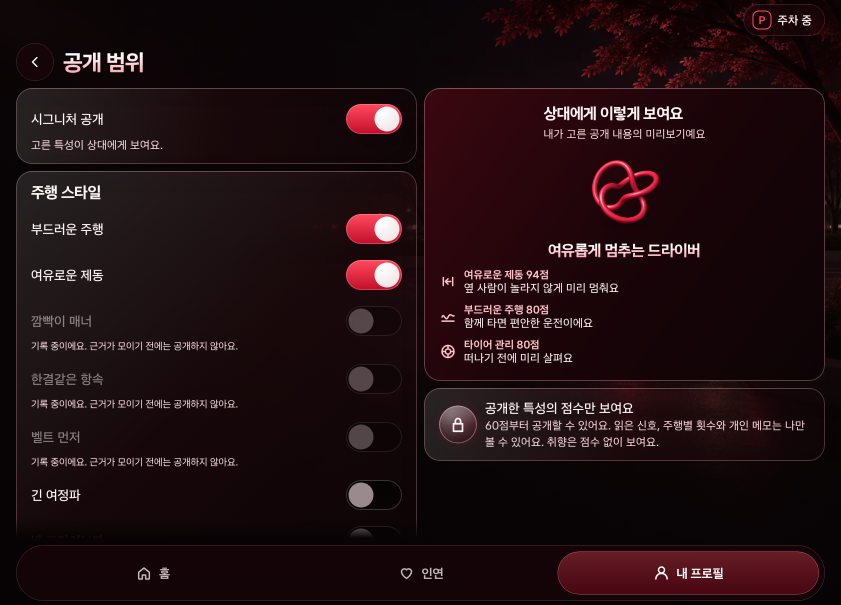 P 주차 중
공개 범위
시그니처 공개
고른 특성이 상대에게 보여요.
주행 스타일
부드러운 주행
여유로운 제동
깜빡이 매너
기록 중이에요. 근거가 모이기 전에는 공개하지 않아요.
한결같은 항속
기록 중이에요. 근거가 모이기 전에는 공개하지 않아요.
벨트 먼저
기록 중이에요. 근거가 모이기 전에는 공개하지 않아요.
긴 여정파
상대에게 이렇게 보여요
내가 고른 공개 내용의 미리보기예요
여유롭게 멈추는 드라이버
여유로운 제동 94점
옆 사람이 놀라지 않게 미리 멈춰요
부드러운 주행 80점
함께 타면 편안한 운전이에요
타이어 관리 80점
떠나기 전에 미리 살펴요
공개한 특성의 점수만 보여요
60점부터 공개할 수 있어요. 읽은 신호, 주행별 횟수와 개인 메모는 나만
볼 수 있어요. 취향은 점수 없이 보여요.
홈
인연
내 프로필